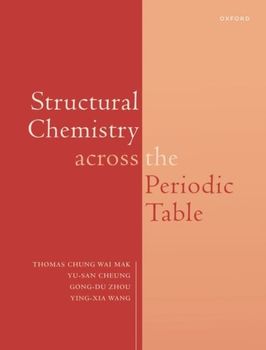 OXFORD
Structural
Chemistry
across the
Periodic
Table
THOMAS CHUNG WAI MAK
YU-SAN CHEUNG
GONG-DU ZHOU
YING-XIA WANG